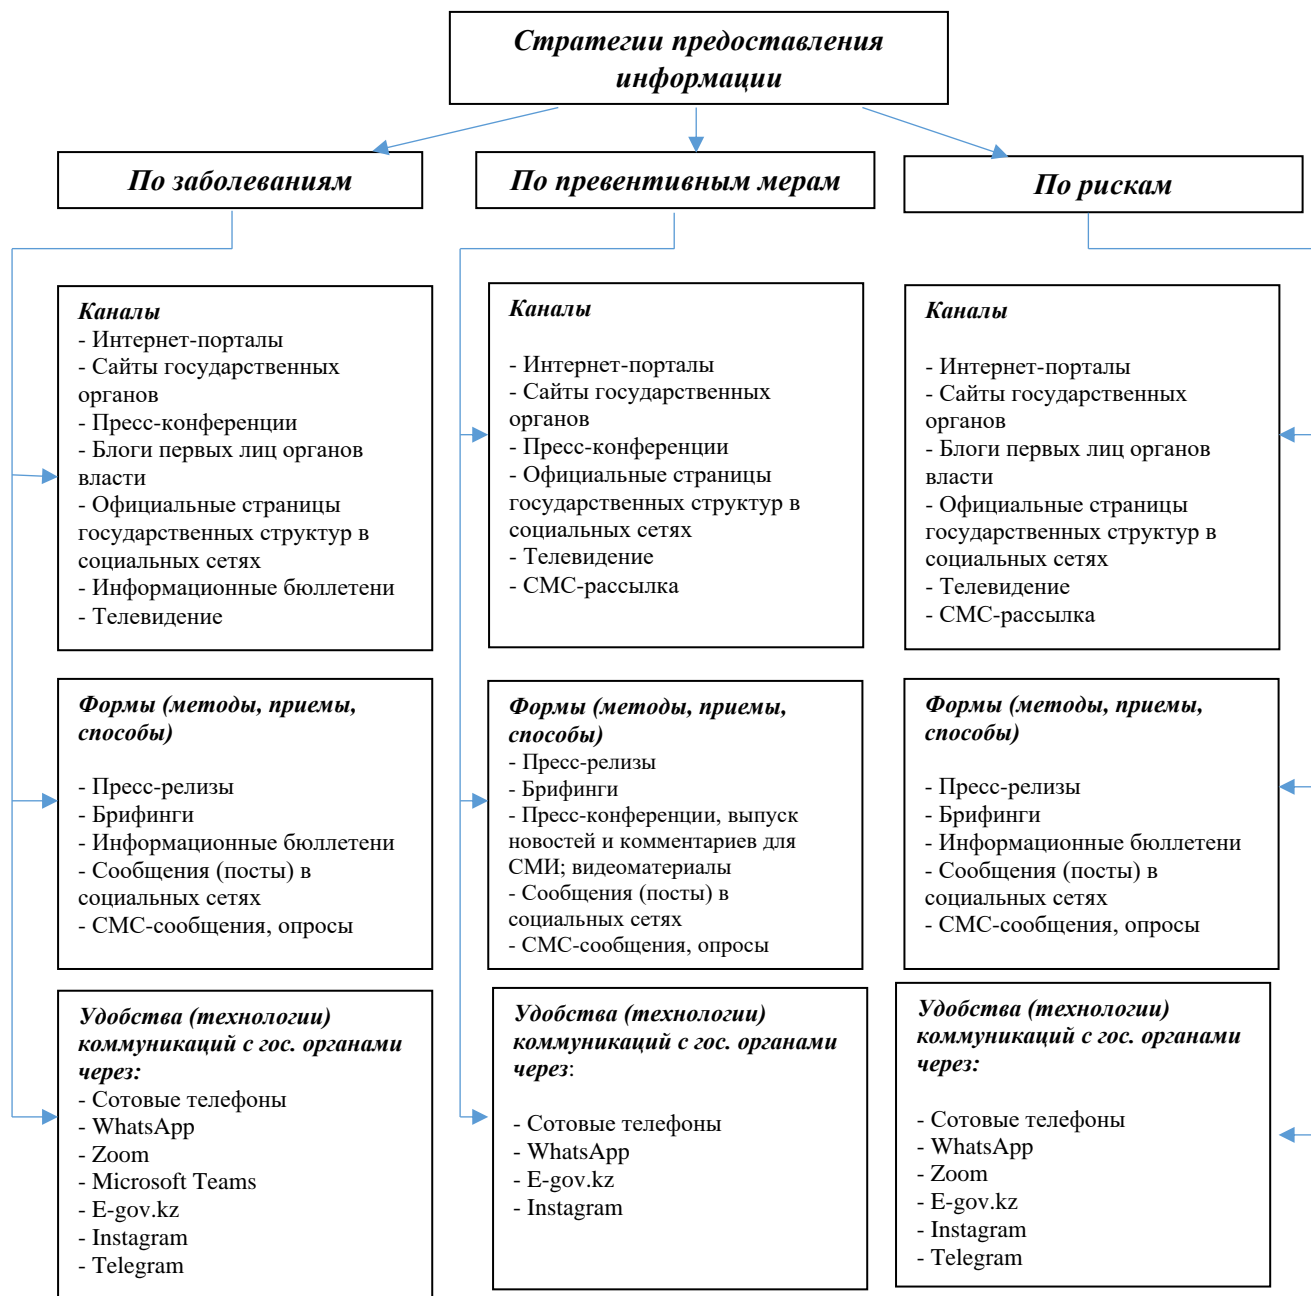 Стратегии предоставления
информации
По заболеваниям
По превентивным мерам
По рискам
Каналы
- Интернет-порталы
- Сайты государственных
органов
- Пресс-конференции
- Блоги первых лиц органов
власти
- Официальные страницы
государственных структур в
социальных сетях
- Информационные бюллетени
- Телевидение
Каналы
- Интернет-порталы
- Сайты государственных
органов
- Пресс-конференции
- Официальные страницы
государственных структур в
социальных сетях
- Телевидение
- СМС-рассылка
Каналы
- Интернет-порталы
- Сайты государственных
органов
- Блоги первых лиц органов
власти
- Официальные страницы
государственных структур в
социальных сетях
- Телевидение
- СМС-рассылка
Формы (методы, приемы,
способы)
- Пресс-релизы
- Брифинги
- Информационные бюллетени
- Сообщения (посты) в
социальных сетях
- СМС-сообщения, опросы
Формы (методы, приемы,
способы)
- Пресс-релизы
- Брифинги
- Пресс-конференции, выпуск
новостей и комментариев для
СМИ; видеоматериалы
- Сообщения (посты) в
социальных сетях
- СМС-сообщения, опросы
Формы (методы, приемы,
способы)
- Пресс-релизы
- Брифинги
- Информационные бюллетени
- Сообщения (посты) в
социальных сетях
- СМС-сообщения, опросы
Удобства (технологии)
коммуникаций с гос. органами
через:
- Сотовые телефоны
- WhatsApp
- Zoom
- Microsoft Teams
- E-gov.kz
- Instagram
- Telegram
Удобства (технологии)
коммуникаций с гос. органами
через:
- Сотовые телефоны
- WhatsApp
- E-gov.kz
- Instagram
Удобства (технологии)
коммуникаций с гос. органами
через:
- Сотовые телефоны
- WhatsApp
- Zoom
- E-gov.kz
- Instagram
- Telegram